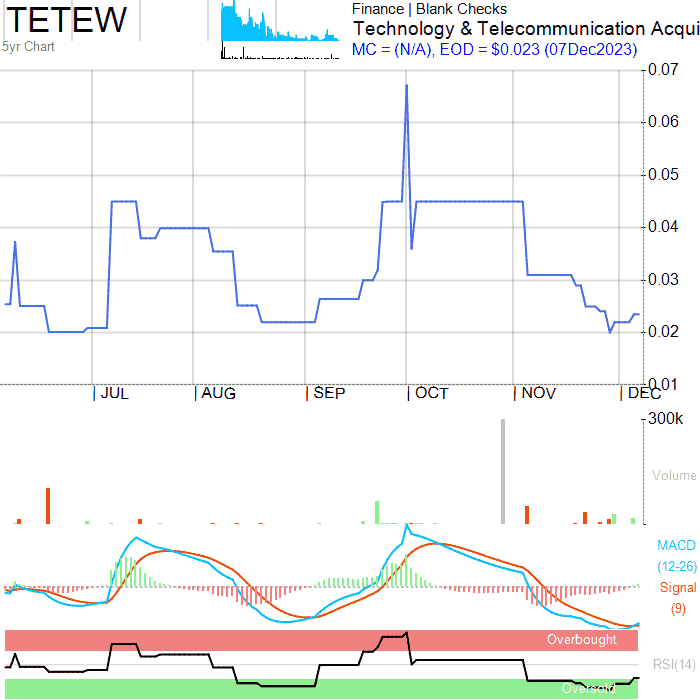 TETEW
5yr Chart
Finance | Blank Checks
Technology & Telecommunication Acqui
MC = (N/A), EOD = $0.023 (07Dec2023)
0.07
0.06
0.05
0.04
0.03
0.02
0.01
JUL AUG SEP OCT NOV DEC
300k
Volume
MACD
(12-26)
Signal
(9)
Overbought
RSI(14)
Oversold